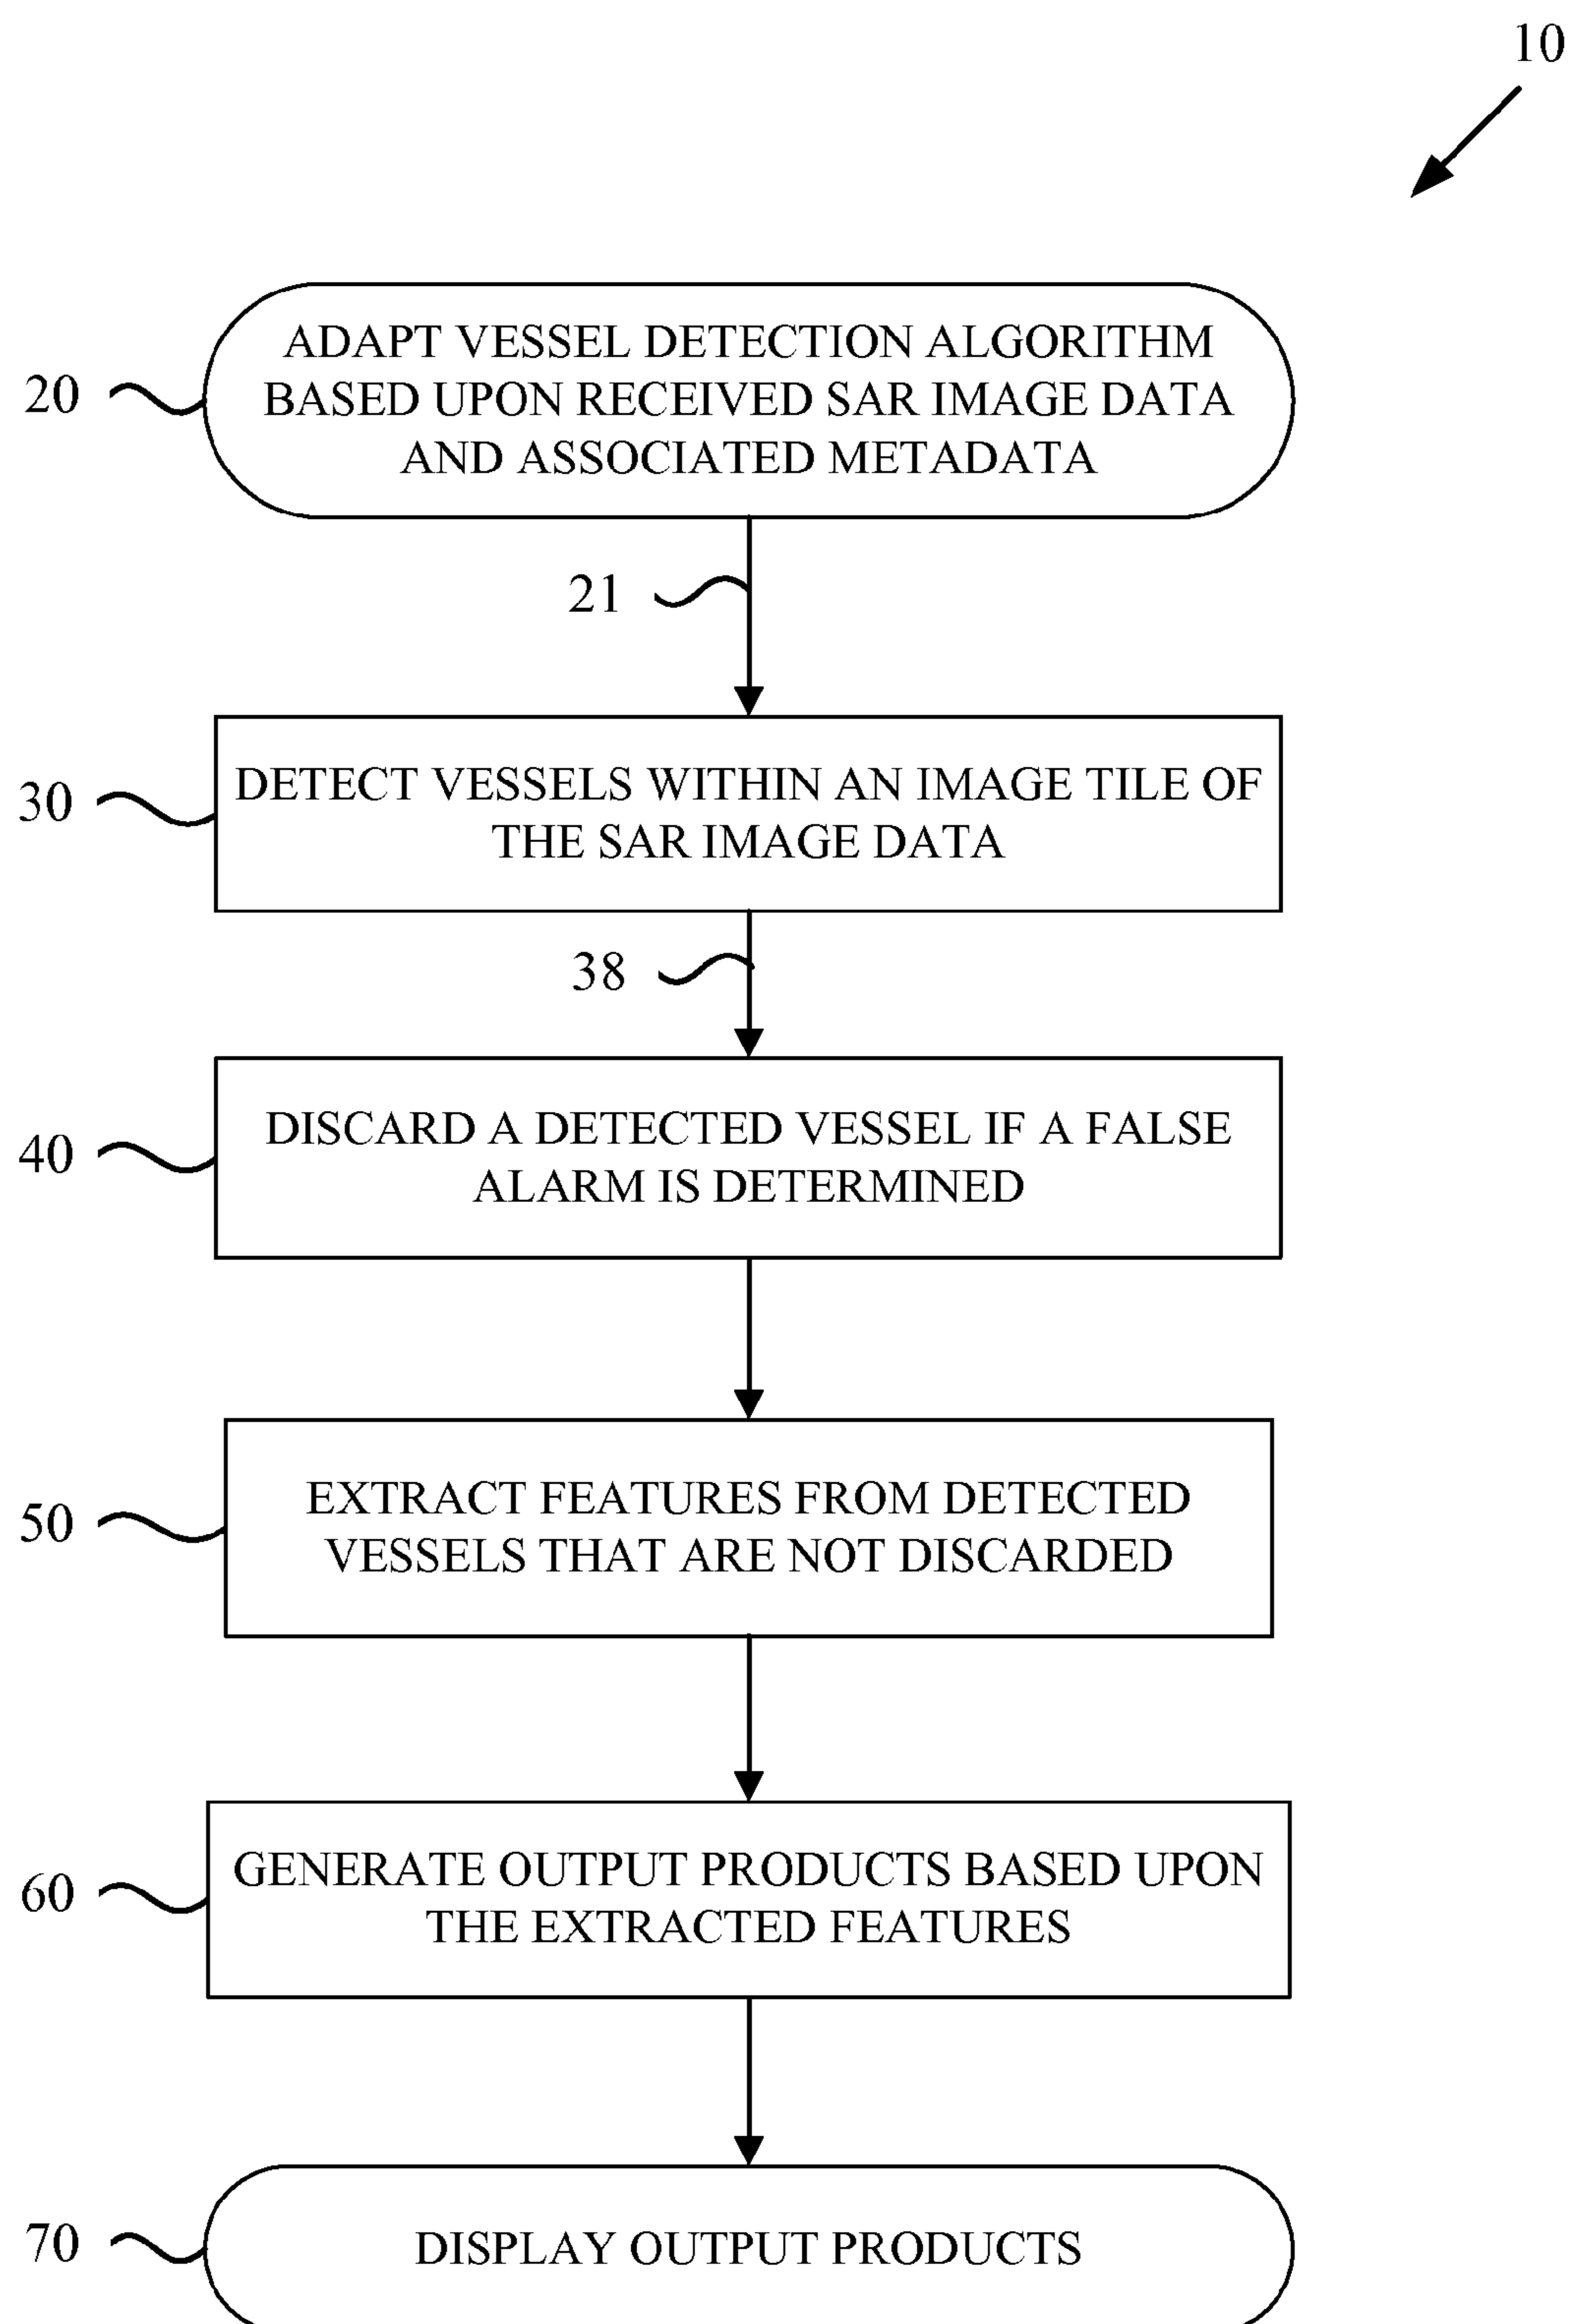 10
ADAPT VESSEL DETECTION ALGORITHM
20 BASED UPON RECEIVED SAR IMAGE DATA
AND ASSOCIATED METADATA
21
DETECT VESSELS WITHIN AN IMAGE TILE OF
30
THE SAR IMAGE DATA
38
DISCARD A DETECTED VESSEL IF A FALSE
40
ALARM IS DETERMINED
EXTRACT FEATURES FROM DETECTED
50
VESSELS THAT ARE NOT DISCARDED
GENERATE OUTPUT PRODUCTS BASED UPON
60
THE EXTRACTED FEATURES
70 DISPLAY OUTPUT PRODUCTS